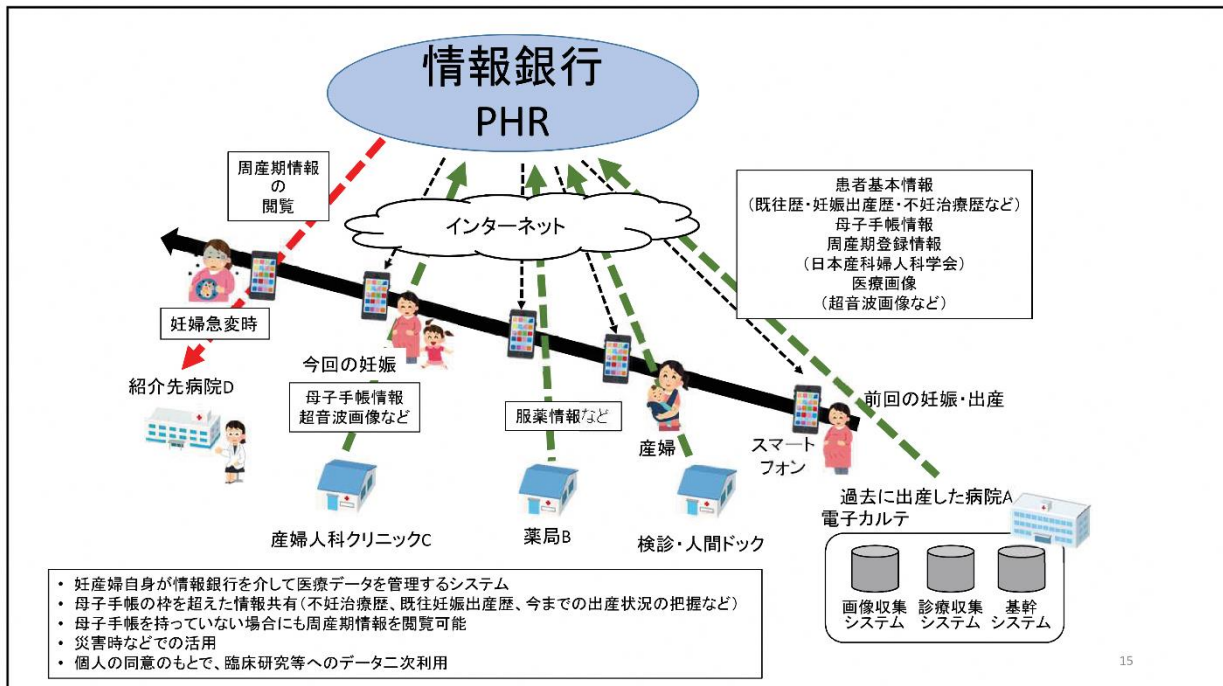 情報銀行
PHR
周産期情報
の
閲覧
インターネット
患者基本情報
(既往歴・妊娠出産歴・不妊治療歴など)
母子手帳情報
周産期登録情報
(日本産科婦人科学会)
医療画像
(超音波画像など)
妊婦急変時
紹介先病院D
今回の妊娠
母子手帳情報
超音波画像など
服薬情報など
産婦
スマート
フォン
前回の妊娠・出産
産婦人科クリニックC
薬局B
検診・人間ドック
過去に出産した病院A
電子カルテ
画像収集
システム
診療収集
システム
基幹
システム
• 妊産婦自身が情報銀行を介して医療データを管理するシステム
• 母子手帳の枠を超えた情報共有(不妊治療歴、既往妊娠出産歴、今までの出産状況の把握など)
• 母子手帳を持っていない場合にも周産期情報を閲覧可能
• 災害時などでの活用
• 個人の同意のもとで、臨床研究等へのデータ二次利用
15